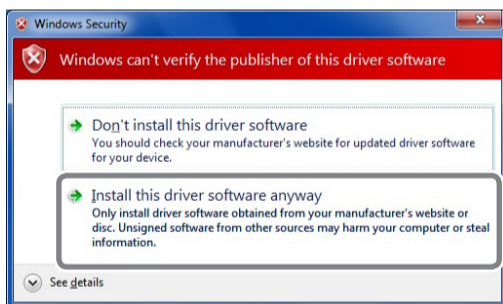 Windows Security
Windows can't verify the publisher of this driver software
Don't install this driver software
You should check your manufacturer's website for updated driver software
for your device.
Install this driver software anyway
Only install driver software obtained from your manufacturer's website or
disc. Unsigned software from other sources may harm your computer or steal
information.
See details